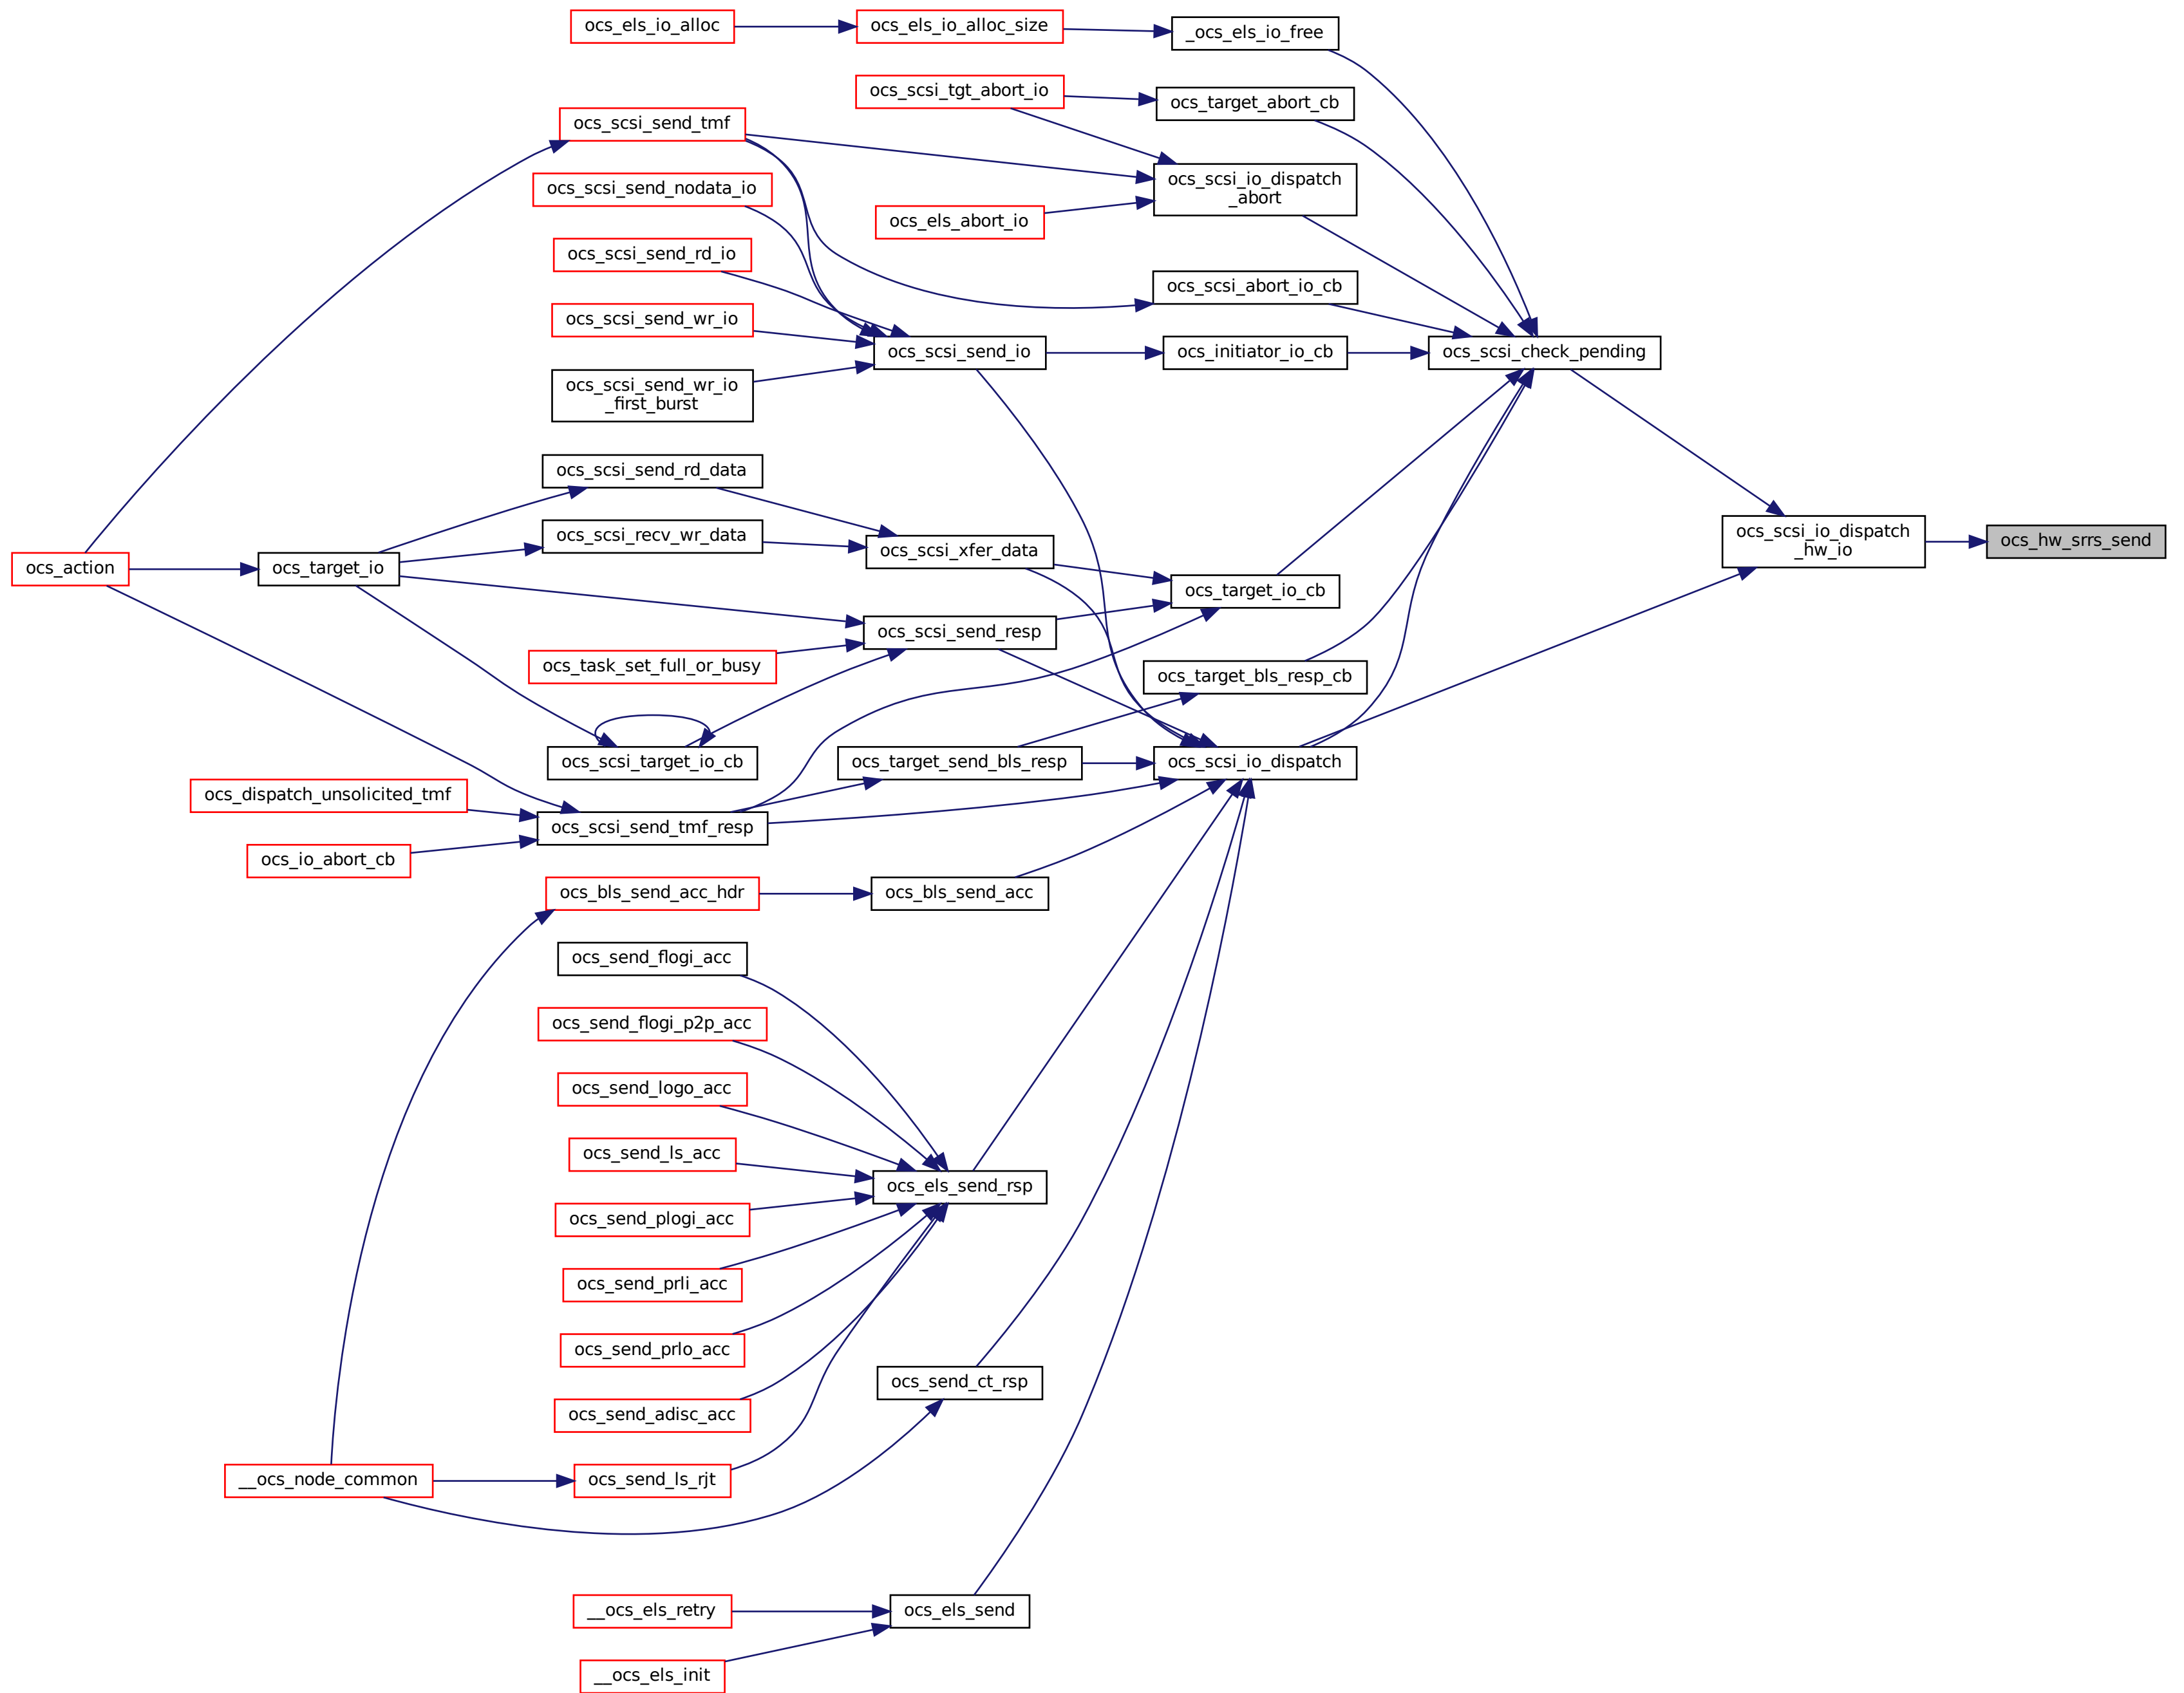 ocs_els_io_alloc
ocs_els_io_alloc_size
_ocs_els_io_free
ocs_scsi_tgt_abort_io
ocs_target_abort_cb
ocs_scsi_send_tmf
ocs_scsi_send_nodata_io
ocs_scsi_io_dispatch
_abort
ocs_els_abort_io
ocs_scsi_send_rd_io
ocs_scsi_abort_io_cb
ocs_scsi_send_wr_io
ocs_scsi_send_io
ocs_initiator_io_cb
ocs_scsi_check_pending
ocs_scsi_send_wr_io
_first_burst
ocs_scsi_send_rd_data
ocs_scsi_recv_wr_data
ocs_scsi_io_dispatch
_hw_io
ocs_hw_srrs_send
ocs_scsi_xfer_data
ocs_action
ocs_target_io
ocs_target_io_cb
ocs_scsi_send_resp
ocs_task_set_full_or_busy
ocs_target_bls_resp_cb
ocs_scsi_target_io_cb
ocs_target_send_bls_resp
ocs_scsi_io_dispatch
ocs_dispatch_unsolicited_tmf
ocs_scsi_send_tmf_resp
ocs_io_abort_cb
ocs_bls_send_acc_hdr
ocs_bls_send_acc
ocs_send_flogi_acc
ocs_send_flogi_p2p_acc
ocs_send_logo_acc
ocs_send_ls_acc
ocs_els_send_rsp
ocs_send_plogi_acc
ocs_send_prli_acc
ocs_send_prlo_acc
ocs_send_ct_rsp
ocs_send_adisc_acc
__ocs_node_common
ocs_send_ls_rjt
__ocs_els_retry
ocs_els_send
__ocs_els_init